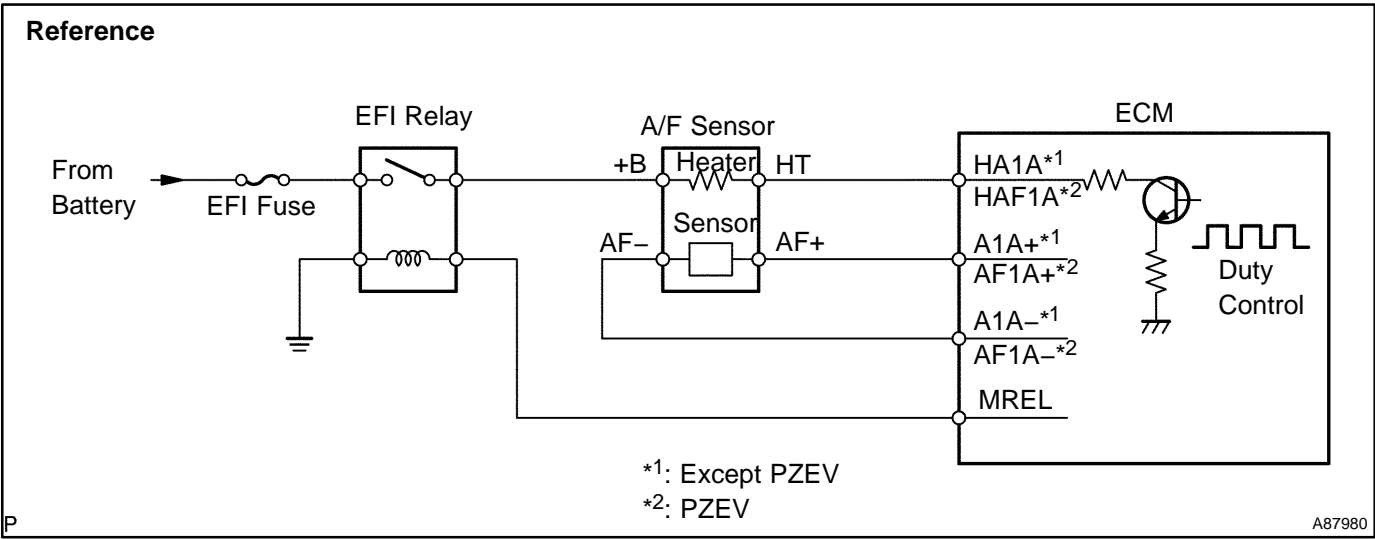 Reference
EFI Relay
A/F Sensor
ECM
From
Battery
EFI Fuse
+B
Heater
HT
HA1A*1
HAF1A*2
Sensor
AF−
AF+
A1A+*1
AF1A+*2
Duty
Control
A1A−*1
AF1A−*2
MREL
*1: Except PZEV
*2: PZEV
P
A87980